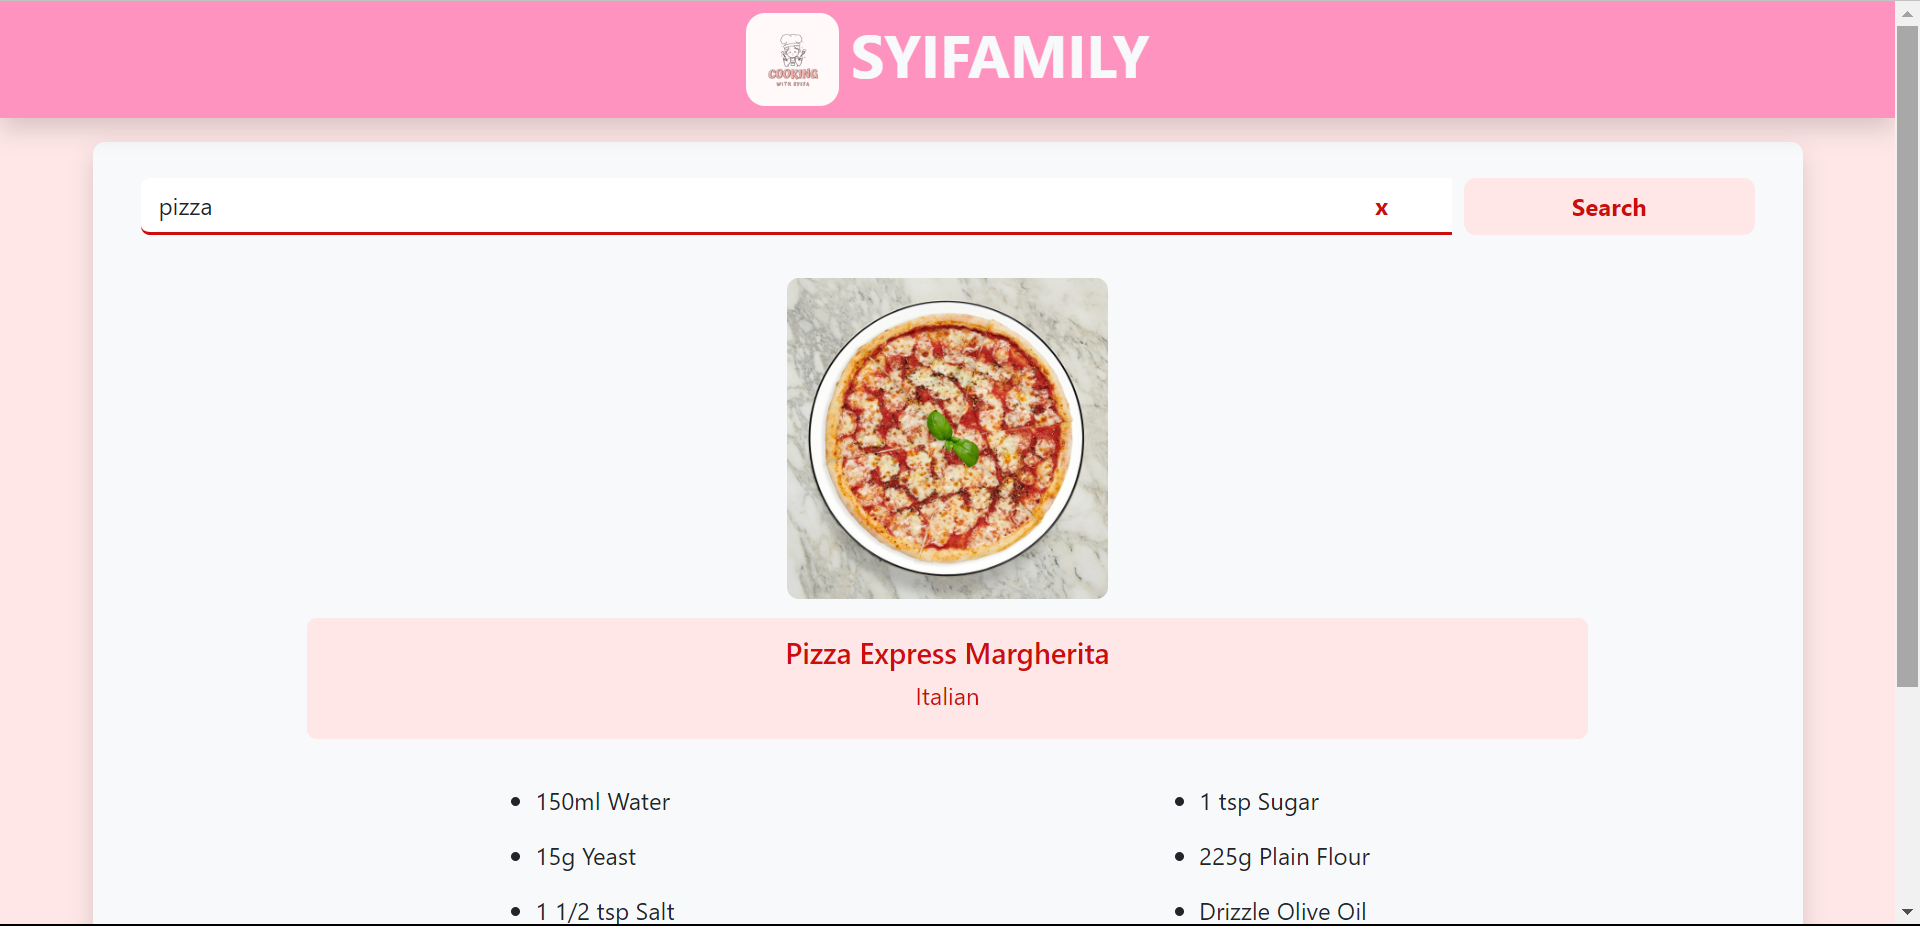 COOKING
WITH SYIFA
SYIFAMILY
pizza x Search
Pizza Express Margherita
Italian
150ml Water
1 tsp Sugar
15g Yeast
225g Plain Flour
1 1/2 tsp Salt
Drizzle Olive Oil